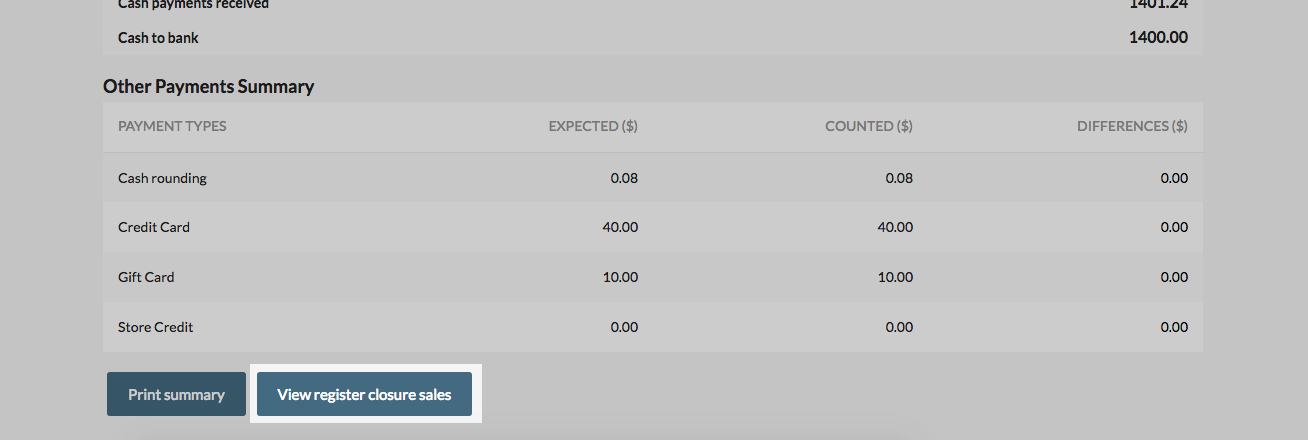 Cash payments received 1401.24
Cash to bank 1400.00
Other Payments Summary
PAYMENT TYPES EXPECTED ($) COUNTED ($) DIFFERENCES ($)
Cash rounding 0.08 0.08 0.00
Credit Card 40.00 40.00 0.00
Gift Card 10.00 10.00 0.00
Store Credit 0.00 0.00 0.00
Print summary View register closure sales